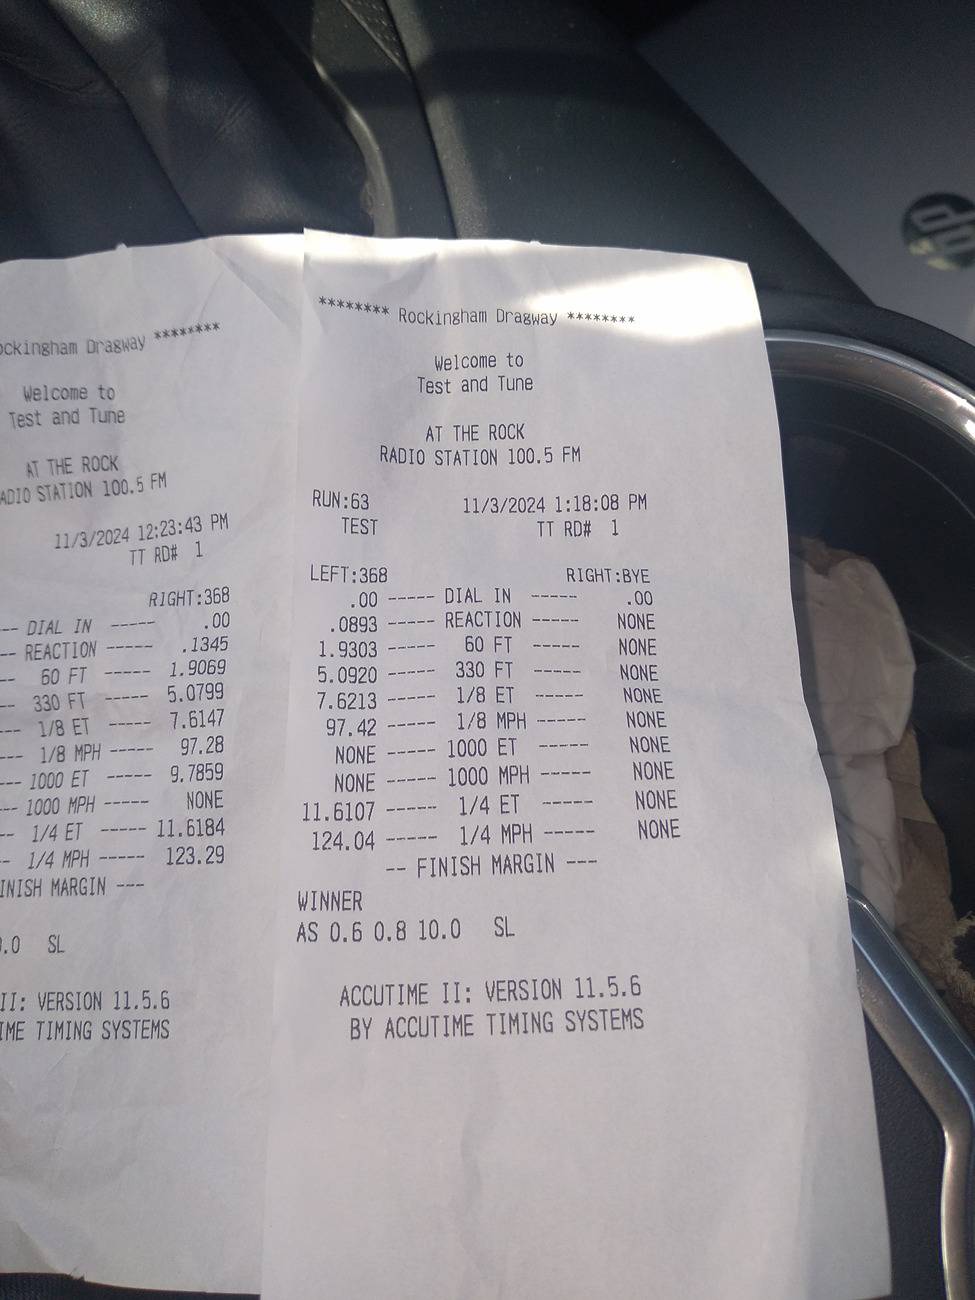 ockingham Dragway ********
Welcome to
Test and Tune
AT THE ROCK
ADIO STATION 100.5 FM
11/3/2024 12:23:43 PM
TT RD# 1
RIGHT:368
-- DIAL IN ----- .00
-- REACTION ----- .1345
-- 60 FT ----- 1.9069
-- 330 FT ----- 5.0799
-- 1/8 ET ----- 7.6147
-- 1/8 MPH ----- 97.28
--- 1000 ET ----- 9.7859
--- 1000 MPH ----- NONE
-- 1/4 ET ----- 11.6184
-- 1/4 MPH ----- 123.29
INISH MARGIN ---
.0 SL
II: VERSION 11.5.6
IME TIMING SYSTEMS
******** Rockingham Dragway ********
Welcome to
Test and Tune
AT THE ROCK
RADIO STATION 100.5 FM
RUN:63 11/3/2024 1:18:08 PM
TEST TT RD# 1
LEFT:368 RIGHT:BYE
.00 ----- DIAL IN ----- .00
.0893 ----- REACTION ----- NONE
1.9303 ----- 60 FT ----- NONE
5.0920 ----- 330 FT ----- NONE
7.6213 ----- 1/8 ET ----- NONE
97.42 ----- 1/8 MPH ----- NONE
NONE ----- 1000 ET ----- NONE
NONE ----- 1000 MPH ----- NONE
11.6107 ----- 1/4 ET ----- NONE
124.04 ----- 1/4 MPH ----- NONE
-- FINISH MARGIN ---
WINNER
AS 0.6 0.8 10.0 SL
ACCUTIME II: VERSION 11.5.6
BY ACCUTIME TIMING SYSTEMS
hp